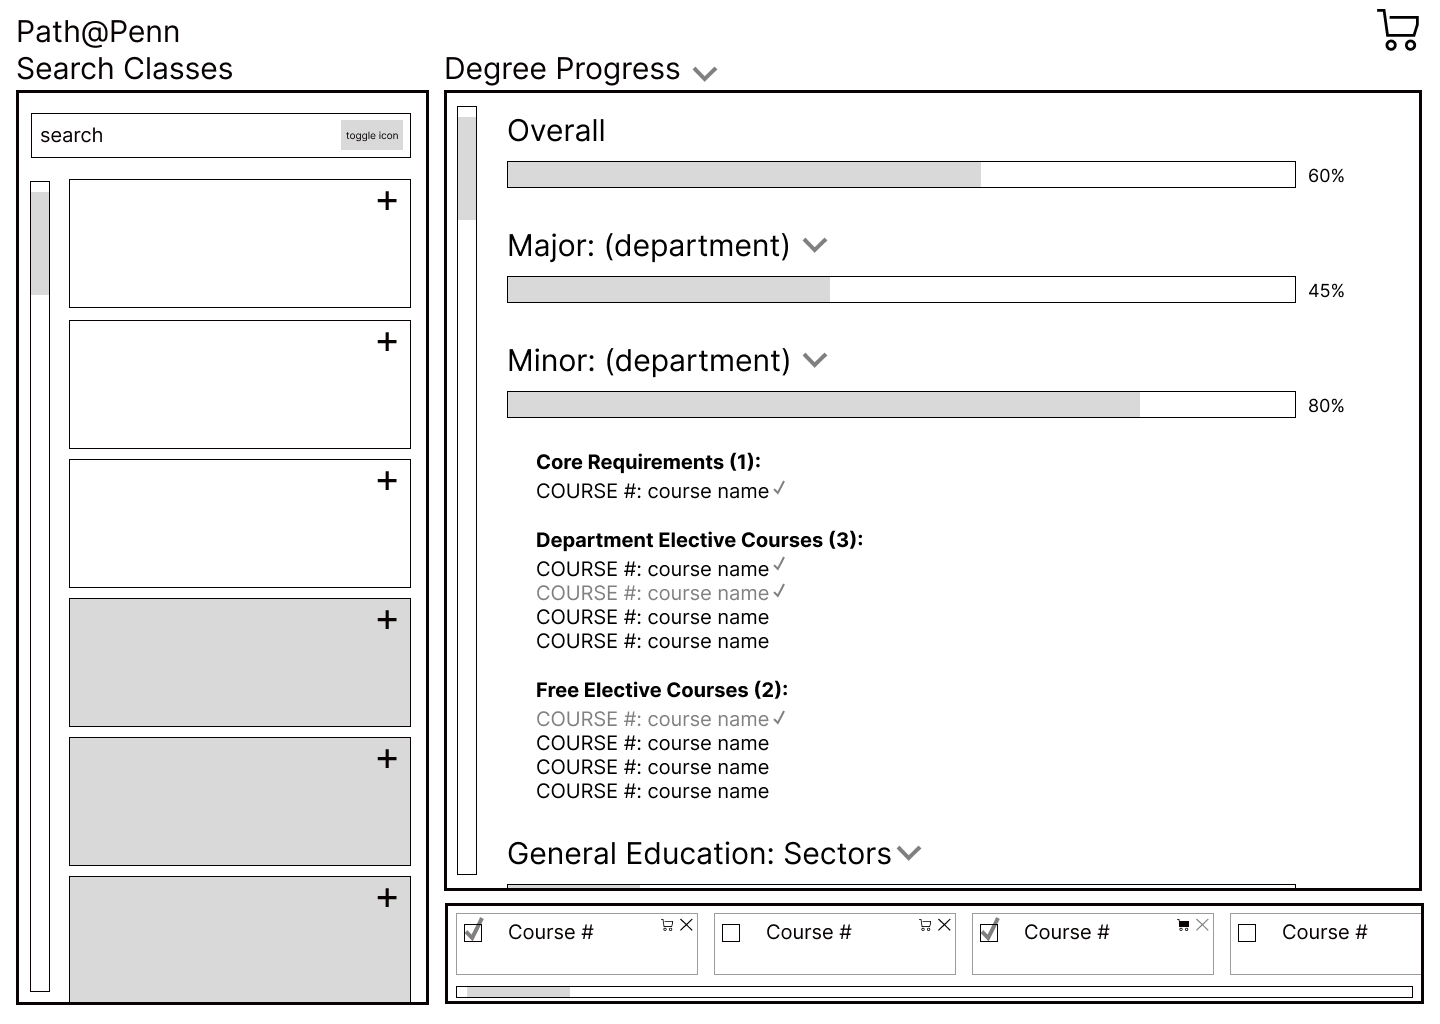 Path@Penn
Search Classes
search
toggle icon
+
+
+
+
+
+
Degree Progress
Overall
60%
Major: (department)
45%
Minor: (department)
80%
Core Requirements (1):
COURSE #: course name
Department Elective Courses (3):
COURSE #: course name
COURSE #: course name
COURSE #: course name
COURSE #: course name
Free Elective Courses (2):
COURSE #: course name
COURSE #: course name
COURSE #: course name
COURSE #: course name
General Education: Sectors
Course #
Course #
Course #
Course #